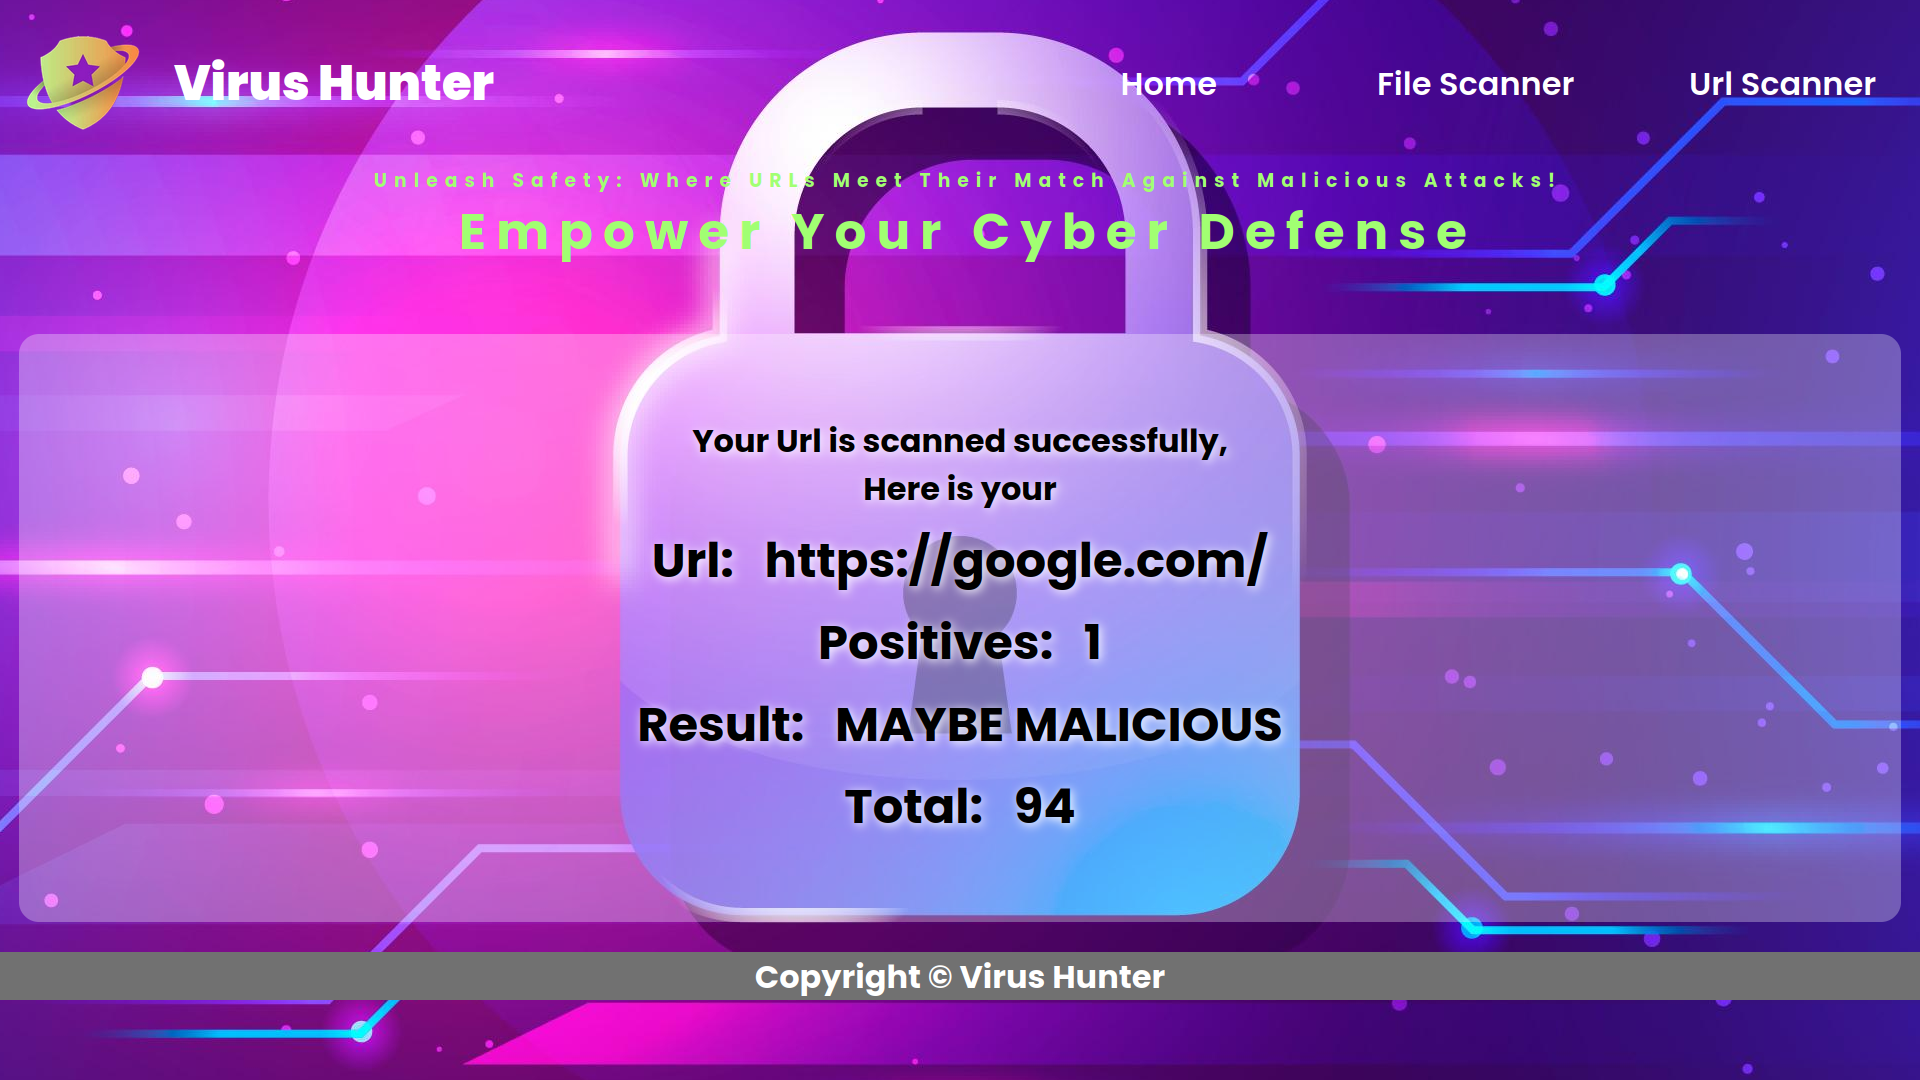 Virus Hunter
Home
File Scanner
Url Scanner
Unleash Safety: Where URLs Meet Their Match Against Malicious Attacks!
Empower Your Cyber Defense
Your Url is scanned successfully,
Here is your
Url: https://google.com/
Positives: 1
Result: MAYBE MALICIOUS
Total: 94
Copyright © Virus Hunter